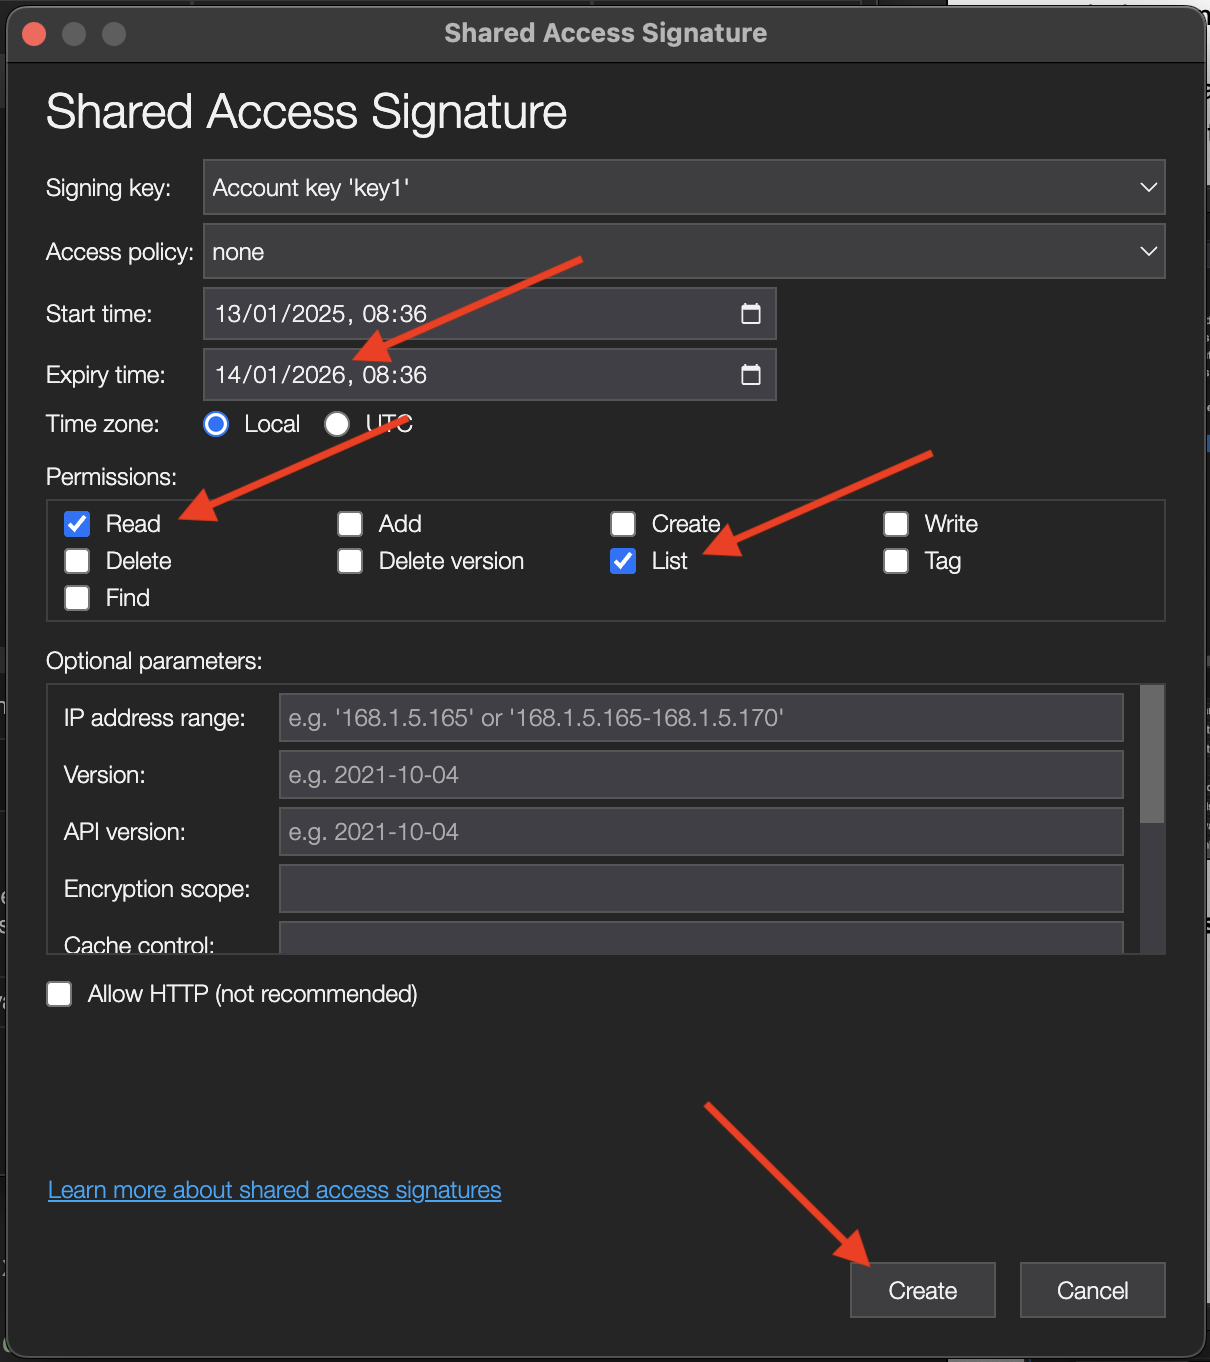 Shared Access Signature
Shared Access Signature
Signing key: Account key 'key1'
Access policy: none
Start time: 13/01/2025, 08:36
Expiry time: 14/01/2026, 08:36
Time zone: Local UTC
Permissions:
Read Add Create Write
Delete Delete version List Tag
Find
Optional parameters:
IP address range: e.g. '168.1.5.165' or '168.1.5.165-168.1.5.170'
Version: e.g. 2021-10-04
API version: e.g. 2021-10-04
Encryption scope:
Cache control:
Allow HTTP (not recommended)
Learn more about shared access signatures
Create Cancel